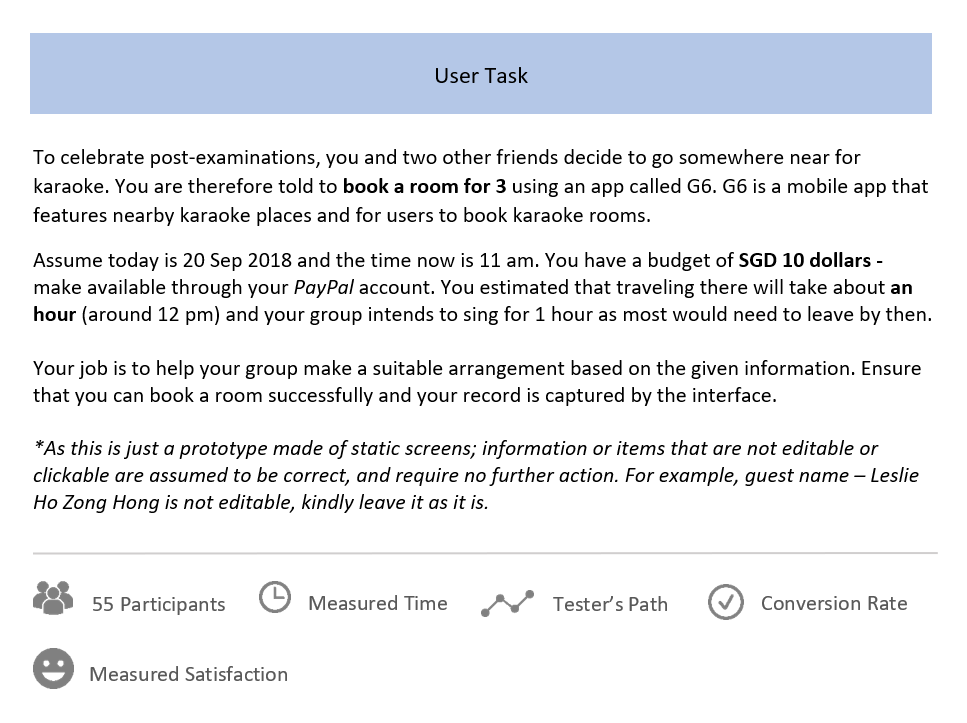 User Task
To celebrate post-examinations, you and two other friends decide to go somewhere near for
karaoke. You are therefore told to book a room for 3 using an app called G6. G6 is a mobile app that
features nearby karaoke places and for users to book karaoke rooms.
Assume today is 20 Sep 2018 and the time now is 11 am. You have a budget of SGD 10 dollars -
make available through your PayPal account. You estimated that traveling there will take about an
hour (around 12 pm) and your group intends to sing for 1 hour as most would need to leave by then.
Your job is to help your group make a suitable arrangement based on the given information. Ensure
that you can book a room successfully and your record is captured by the interface.
*As this is just a prototype made of static screens; information or items that are not editable or
clickable are assumed to be correct, and require no further action. For example, guest name – Leslie
Ho Zong Hong is not editable, kindly leave it as it is.
55 Participants
Measured Time
Tester’s Path
Conversion Rate
Measured Satisfaction